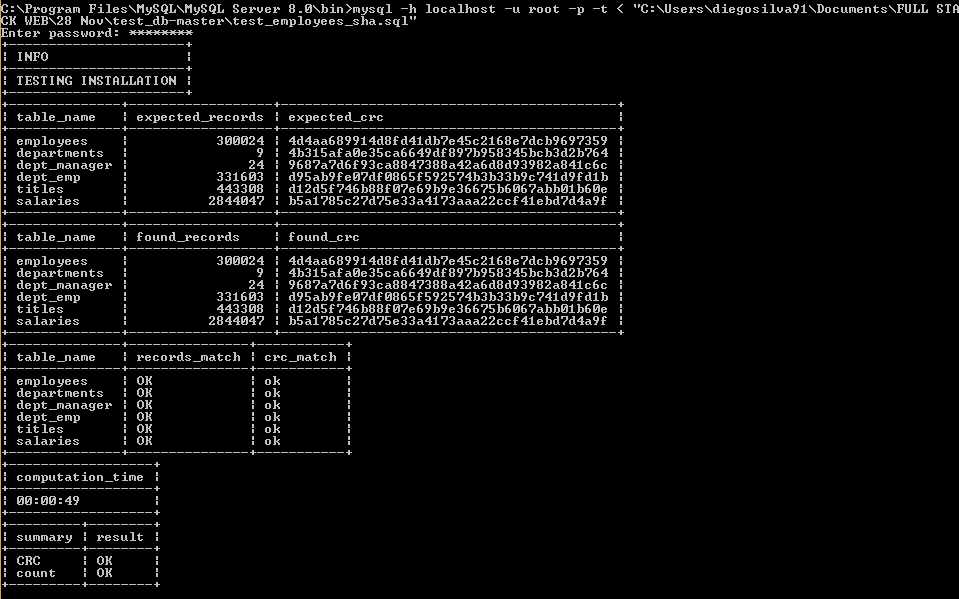 C:\Program Files\MySQL\MySQL Server 8.0\bin>mysql -h localhost -u root -p -t < "C:\Users\diegosilva91\Documents\FULL STA
CK WEB\28 Nov\test_db-master\test_employees_sha.sql"
Enter password: ********
+----------------------+
| INFO                 |
+----------------------+
| TESTING INSTALLATION |
+----------------------+
+--------------+------------------+------------------------------------------+
| table_name   | expected_records | expected_crc                             |
+--------------+------------------+------------------------------------------+
| employees    |           300024 | 4d4aa689914d8fd41db7e45c2168e7dcb9697359 |
| departments  |                9 | 4b315afa0e35ca6649df897b958345bcb3d2b764 |
| dept_manager |               24 | 9687a7d6f93ca8847388a42a6d8d93982a841c6c |
| dept_emp     |           331603 | d95ab9fe07df0865f592574b3b33b9c741d9fd1b |
| titles       |           443308 | d12d5f746b88f07e69b9e36675b6067abb01b60e |
| salaries     |          2844047 | b5a1785c27d75e33a4173aaa22ccf41ebd7d4a9f |
+--------------+------------------+------------------------------------------+
+--------------+------------------+------------------------------------------+
| table_name   | found_records    | found_crc                                |
+--------------+------------------+------------------------------------------+
| employees    |           300024 | 4d4aa689914d8fd41db7e45c2168e7dcb9697359 |
| departments  |                9 | 4b315afa0e35ca6649df897b958345bcb3d2b764 |
| dept_manager |               24 | 9687a7d6f93ca8847388a42a6d8d93982a841c6c |
| dept_emp     |           331603 | d95ab9fe07df0865f592574b3b33b9c741d9fd1b |
| titles       |           443308 | d12d5f746b88f07e69b9e36675b6067abb01b60e |
| salaries     |          2844047 | b5a1785c27d75e33a4173aaa22ccf41ebd7d4a9f |
+--------------+------------------+------------------------------------------+
+--------------+---------------+-----------+
| table_name   | records_match | crc_match |
+--------------+---------------+-----------+
| employees    | OK            | ok        |
| departments  | OK            | ok        |
| dept_manager | OK            | ok        |
| dept_emp     | OK            | ok        |
| titles       | OK            | ok        |
| salaries     | OK            | ok        |
+--------------+---------------+-----------+
+------------------+
| computation_time |
+------------------+
| 00:00:49         |
+------------------+
+---------+--------+
| summary | result |
+---------+--------+
| CRC     | OK     |
| count   | OK     |
+---------+--------+